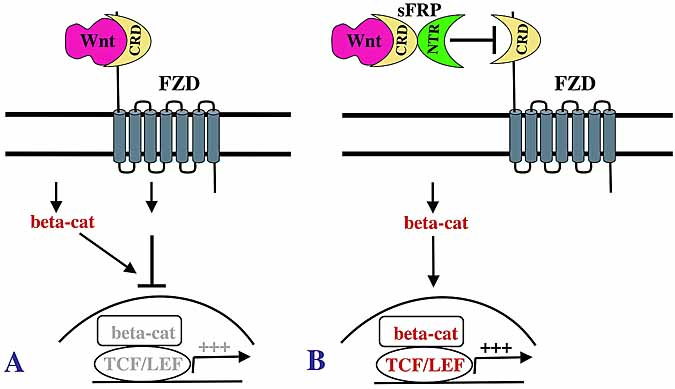 Wnt
CRD
FZD
beta-cat
beta-cat
+++
TCF/LEF
A
sFRP
Wnt
CRD
NTR
CRD
FZD
beta-cat
beta-cat
+++
TCF/LEF
B